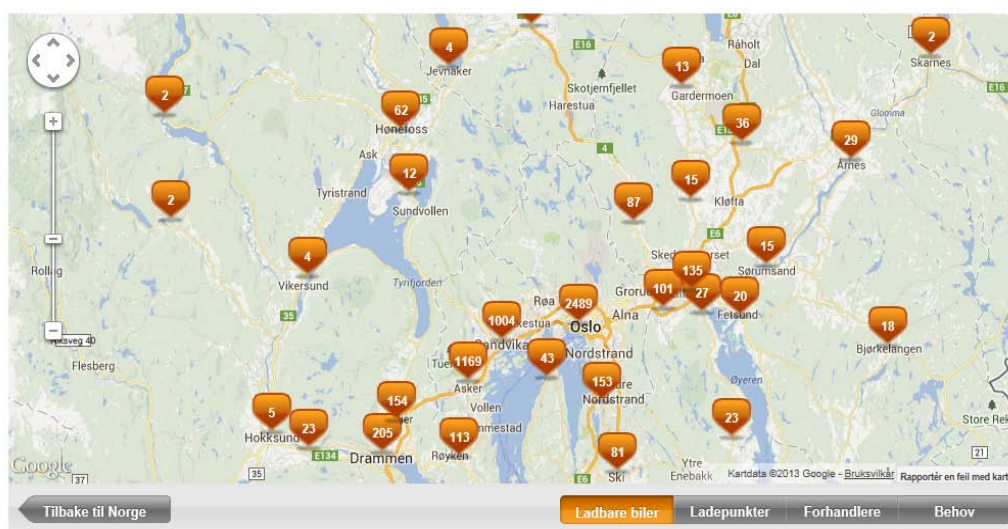 4
2
E16
Råholt
Dal
Skarnes
E16
Jevnaker
13
Skotjernfjellet
Gardermoen
2
62
35
Harestua
36
Glomma
Hønefoss
29
4
Årnes
Ask
12
15
Tyristrand
Sundvollen
87
Kløfta
2
E6
15
4
135
Sørumsand
Rollag
Vikersund
Tyrifjorden
101
27
20
Røa
2489
Alna
Fetsund
35
1004
Oslo
18
40
Sandvika
Bjørkelangen
Flesberg
1169
43
Nordstrand
Asker
153
Øyeren
154
Vollen
Nordstrand
5
23
205
113
23
Store
Hokksund
E134
Drammen
Røyken
81
21
Google
37
35
Ski
Ytre
Enebakk
Kartdata ©2013 Google - Bruksvilkår
Rapportér en feil med kart
Tilbake til Norge
Ladbare biler
Ladepunkter
Forhandlere
Behov